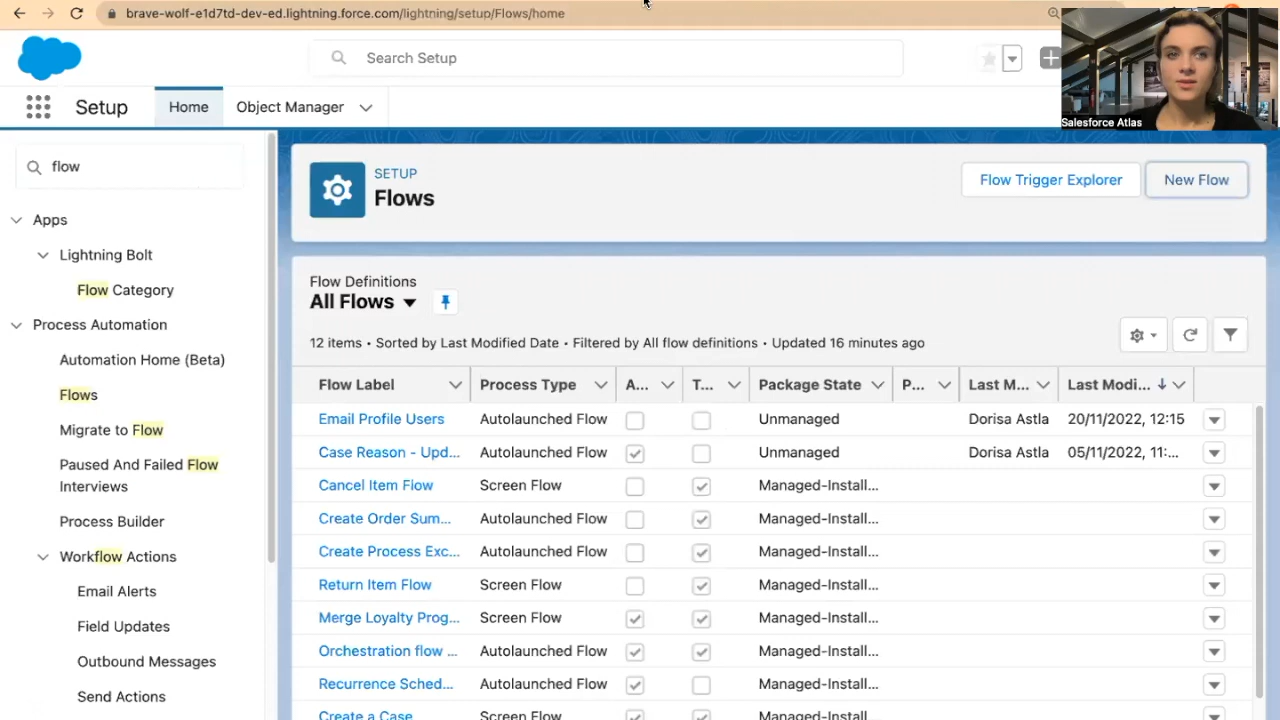 brave-wolf-e1d7td-dev-ed.lightning.force.com/lightning/setup/Flows/home
Search Setup
Setup
Home
Object Manager
Salesforce Atlas
flow
Apps
Lightning Bolt
Flow Category
Process Automation
Automation Home (Beta)
Flows
Migrate to Flow
Paused And Failed Flow
Interviews
Process Builder
Workflow Actions
Email Alerts
Field Updates
Outbound Messages
Send Actions
SETUP
Flows
Flow Trigger Explorer
New Flow
Flow Definitions
All Flows
12 items • Sorted by Last Modified Date • Filtered by All flow definitions • Updated 16 minutes ago
Flow Label Process Type A... T... Package State P... Last M... Last Modi...
Email Profile Users Autolaunched Flow Unmanaged Dorisa Astla 20/11/2022, 12:15
Case Reason - Upd... Autolaunched Flow Unmanaged Dorisa Astla 05/11/2022, 11:...
Cancel Item Flow Screen Flow Managed-Install...
Create Order Sum... Autolaunched Flow Managed-Install...
Create Process Exc... Autolaunched Flow Managed-Install...
Return Item Flow Screen Flow Managed-Install...
Merge Loyalty Prog... Screen Flow Managed-Install...
Orchestration flow ... Autolaunched Flow Managed-Install...
Recurrence Sched... Autolaunched Flow Managed-Install...
Create a Case Screen Flow Managed-Install...